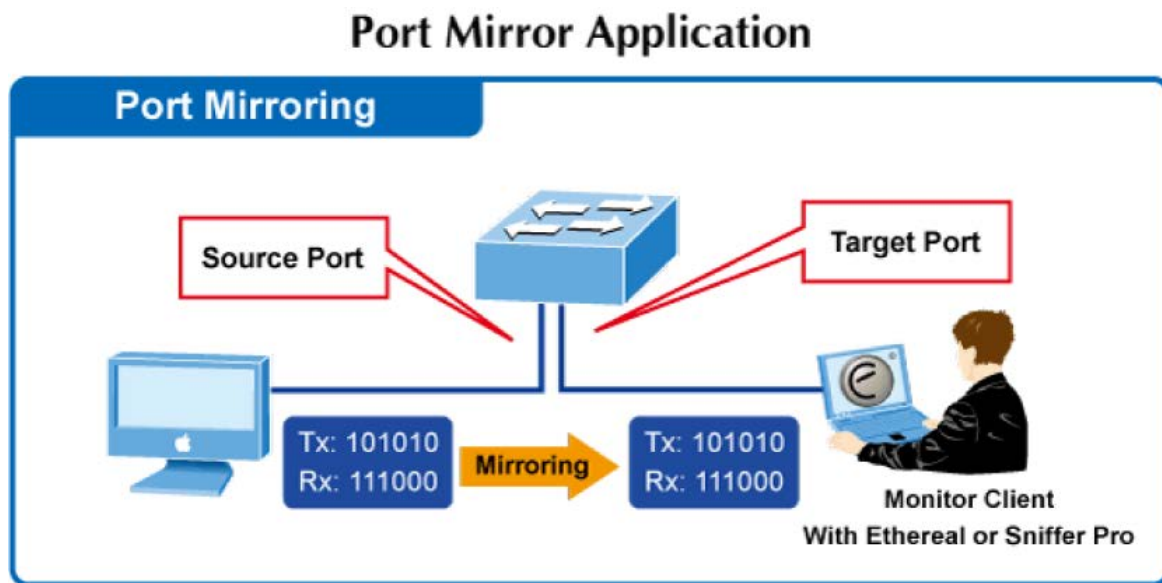 Port Mirror Application
Port Mirroring
Source Port
Target Port
Tx: 101010
Rx: 111000
Mirroring
Tx: 101010
Rx: 111000
Monitor Client
With Ethereal or Sniffer Pro